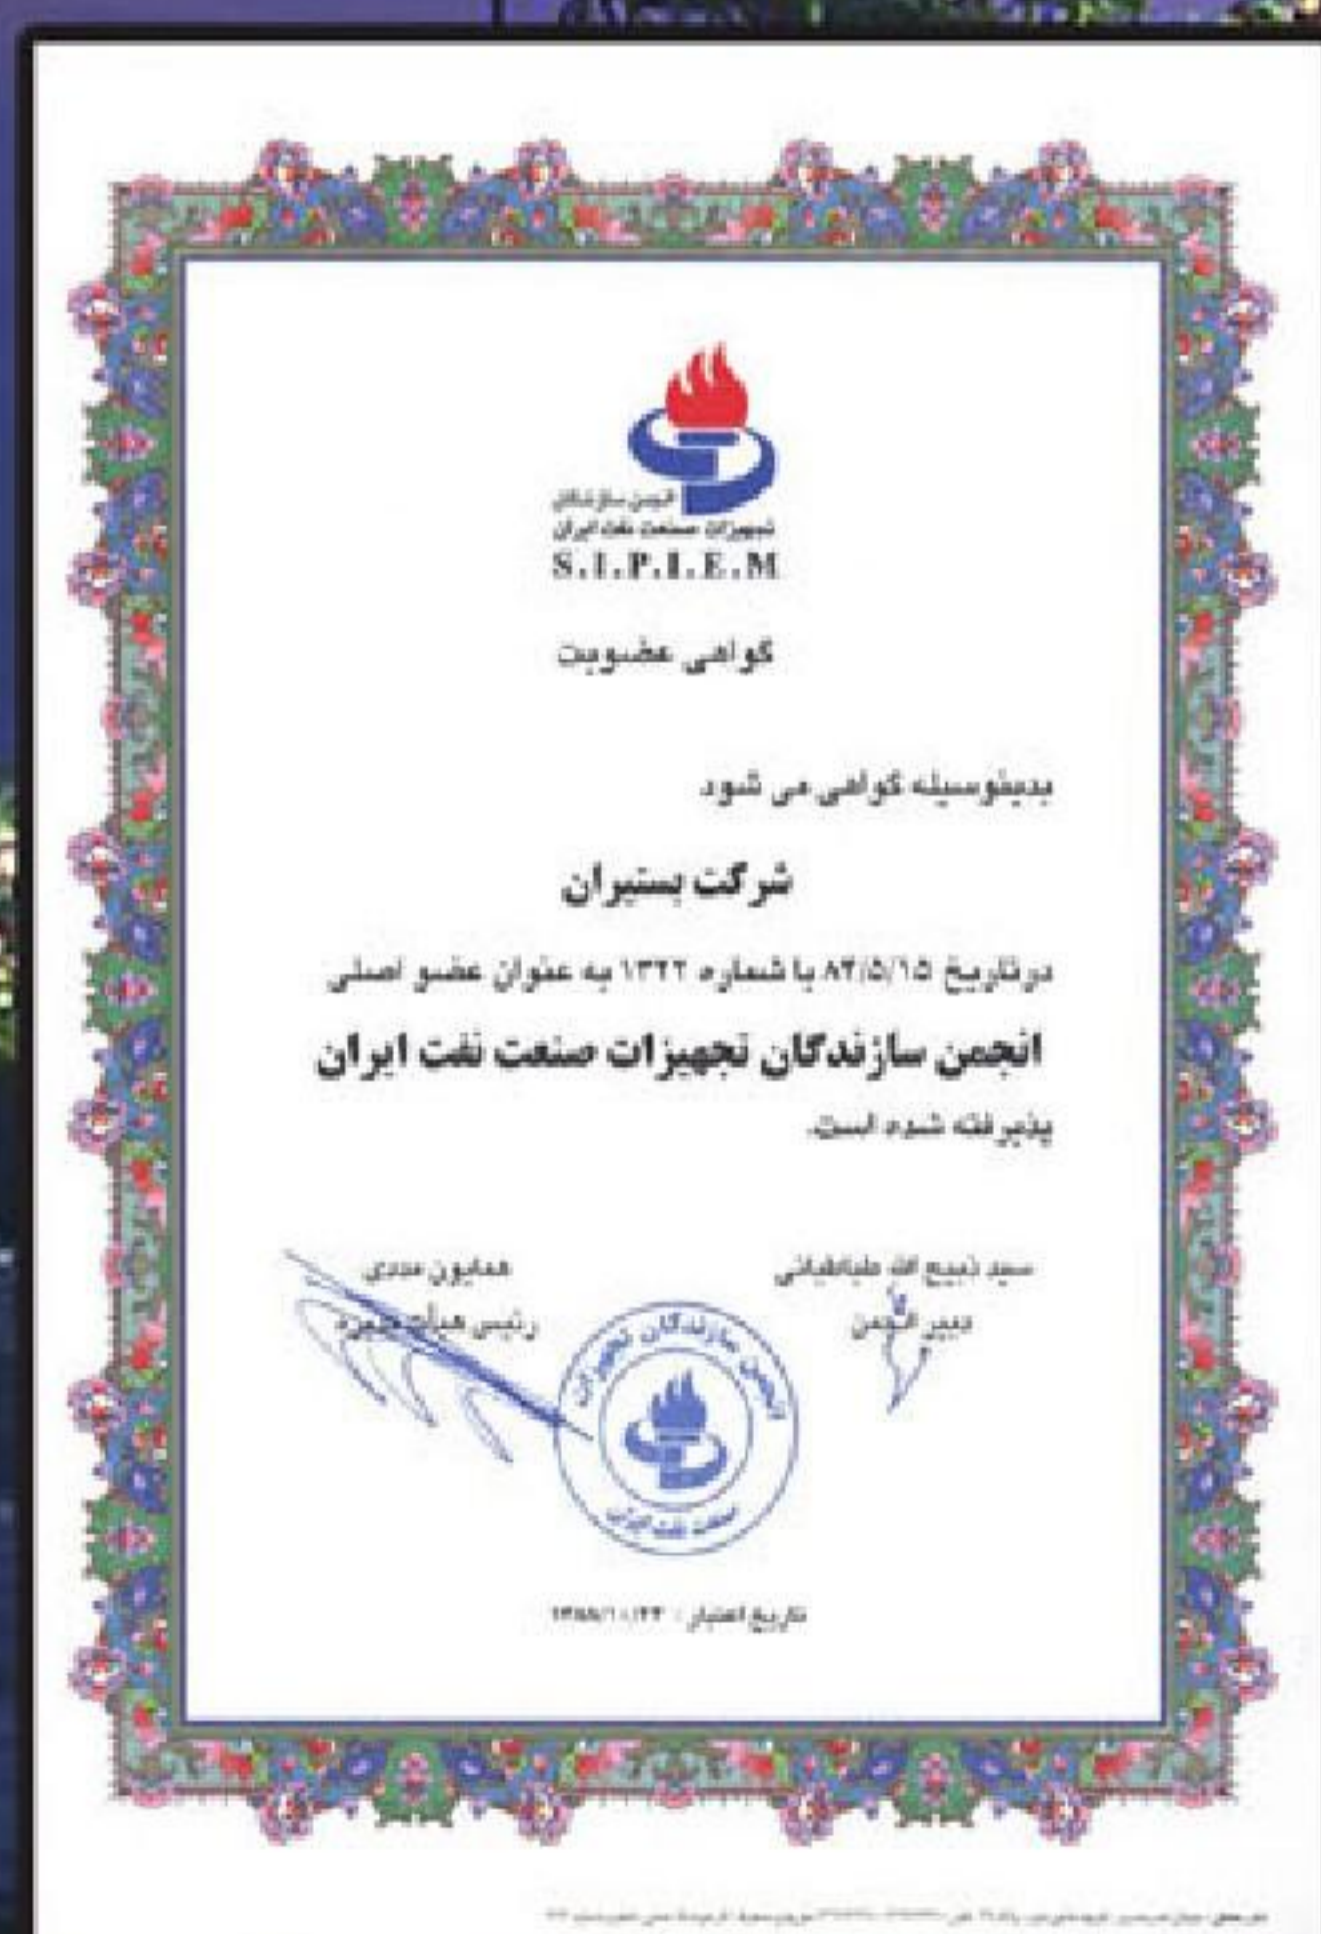 انجمن سازندگان
تجهیزات صنعت نفت ایران
S.I.P.I.E.M
گواهی عضویت
بدینوسیله گواهی می شود
شرکت بستیران
درتاریخ ۸۴/۵/۱۵ با شماره ۱۳۲۲ به عنوان عضو اصلی
انجمن سازندگان تجهیزات صنعت نفت ایران
پذیرفته شده است.
سید ذبیح الله طباطبائی
دبیر انجمن
همایون
رئیس هیأت مدیره
انجمن سازندگان تجهیزات
صنعت نفت ایران
تاریخ اعتبار :